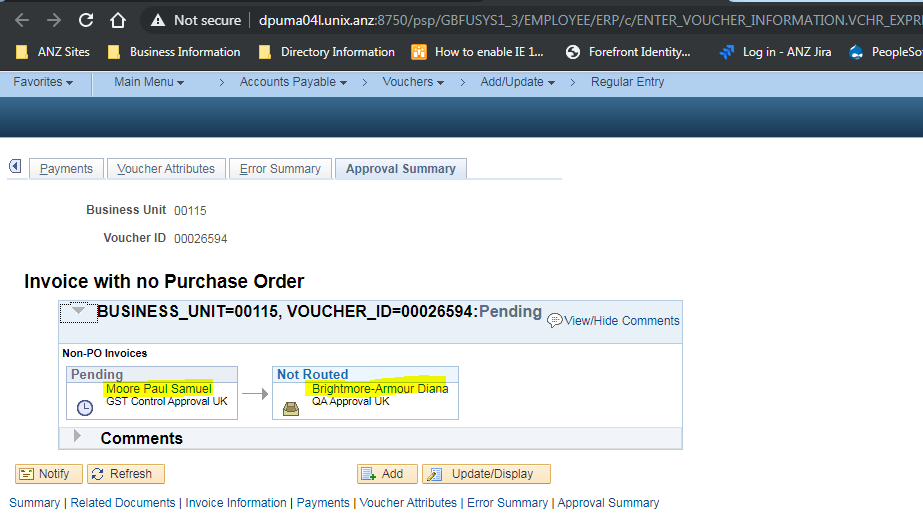 Not secure | dpuma04l.unix.anz:8750/psp/GBFUSYS1_3/EMPLOYEE/ERP/c/ENTER_VOUCHER_INFORMATION.VCHR_EXPRE
ANZ Sites Business Information Directory Information How to enable IE 1... Forefront Identity... Log in - ANZ Jira PeopleSo
Favorites Main Menu > Accounts Payable > Vouchers > Add/Update > Regular Entry
Payments Voucher Attributes Error Summary Approval Summary
Business Unit 00115
Voucher ID 00026594
Invoice with no Purchase Order
BUSINESS_UNIT=00115, VOUCHER_ID=00026594:Pending
View/Hide Comments
Non-PO Invoices
Pending Not Routed
Moore Paul Samuel Brightmore-Armour Diana
GST Control Approval UK QA Approval UK
Comments
Notify Refresh Add Update/Display
Summary | Related Documents | Invoice Information | Payments | Voucher Attributes | Error Summary | Approval Summary